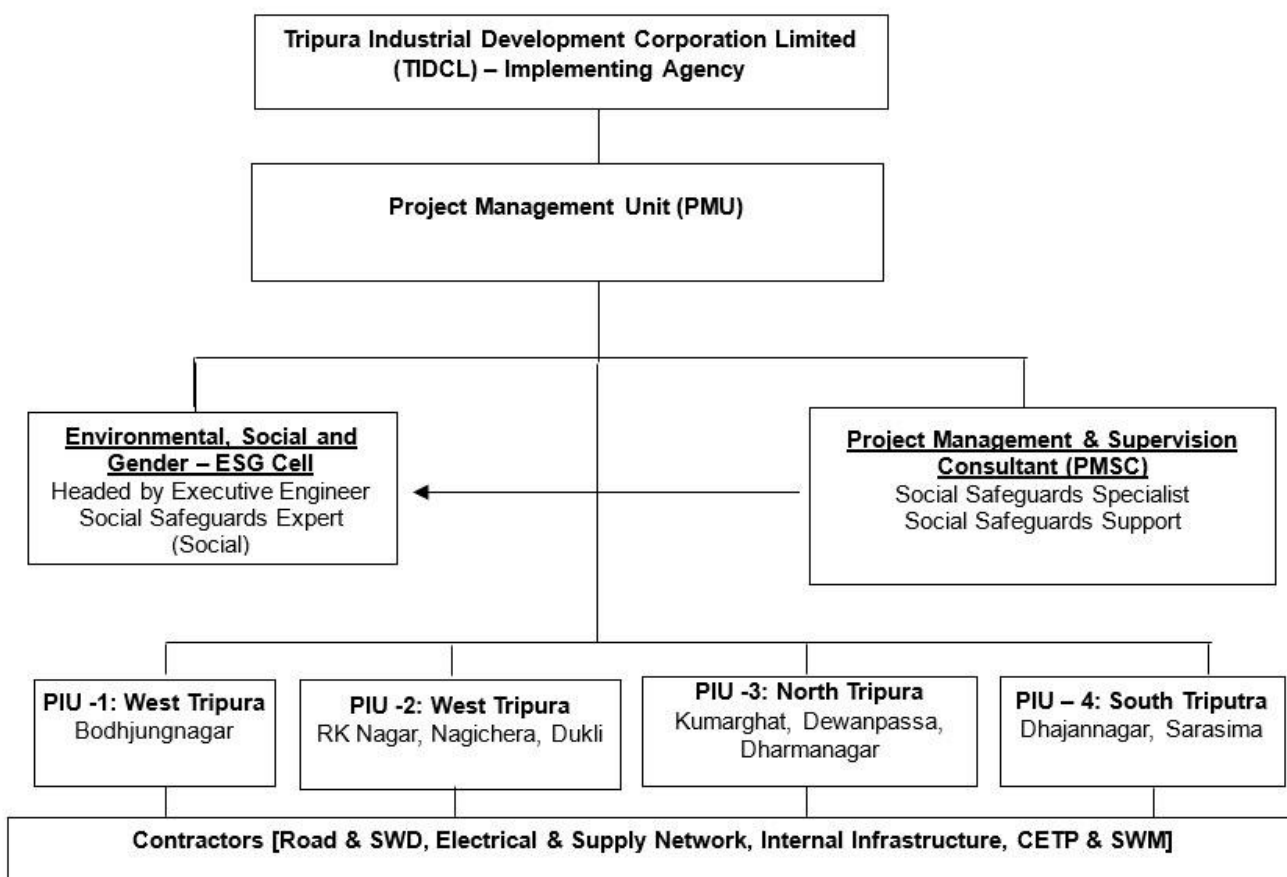 Tripura Industrial Development Corporation Limited
(TIDCL) – Implementing Agency
Project Management Unit (PMU)
Environmental, Social and
Gender – ESG Cell
Headed by Executive Engineer
Social Safeguards Expert
(Social)
Project Management & Supervision
Consultant (PMSC)
Social Safeguards Specialist
Social Safeguards Support
PIU -1: West Tripura
Bodhjungnagar
PIU -2: West Tripura
RK Nagar, Nagichera, Dukli
PIU -3: North Tripura
Kumarghat, Dewanpassa,
Dharmanagar
PIU – 4: South Triputra
Dhajannagar, Sarasima
Contractors [Road & SWD, Electrical & Supply Network, Internal Infrastructure, CETP & SWM]